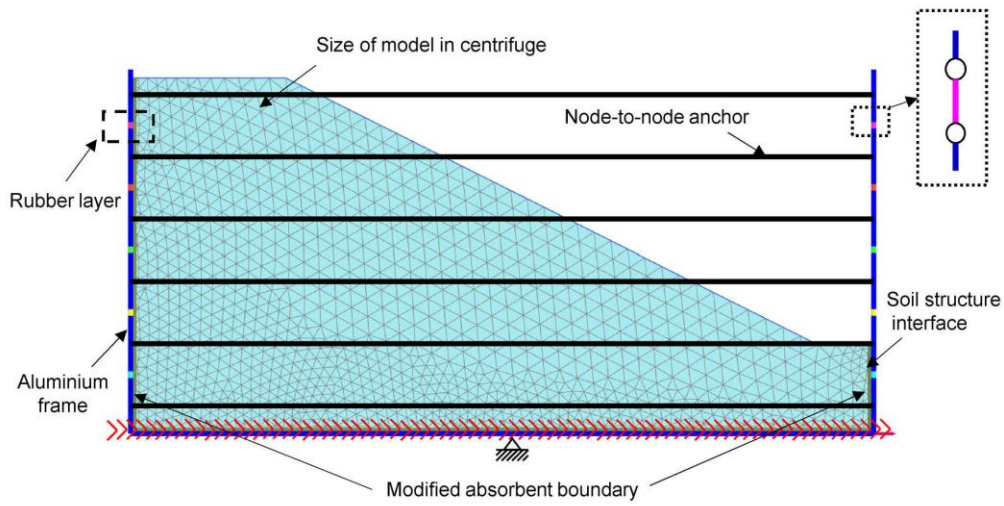 Size of model in centrifuge
Node-to-node anchor
Rubber layer
Soil structure
interface
Aluminium
frame
Modified absorbent boundary